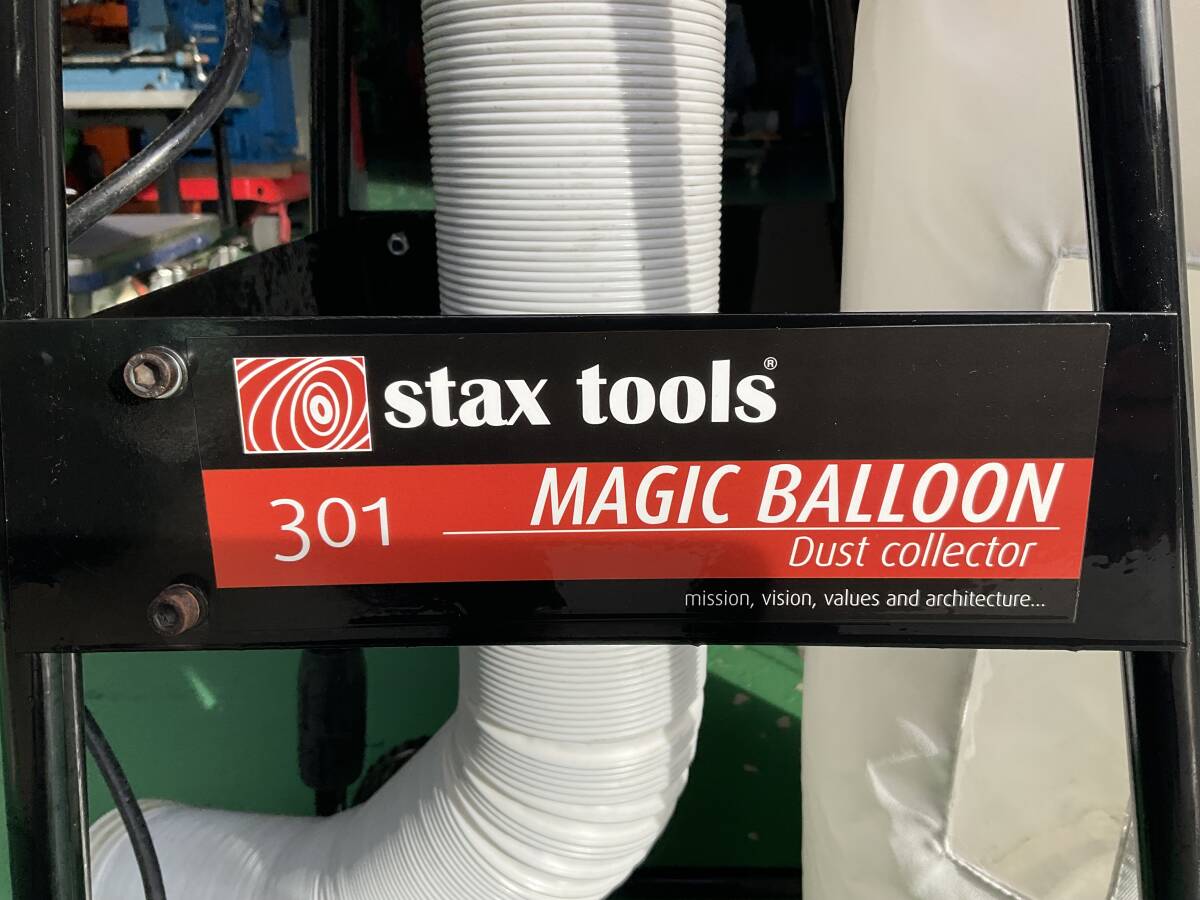 stax tools®
301
MAGIC BALLOON
Dust collector
mission, vision, values and architecture...